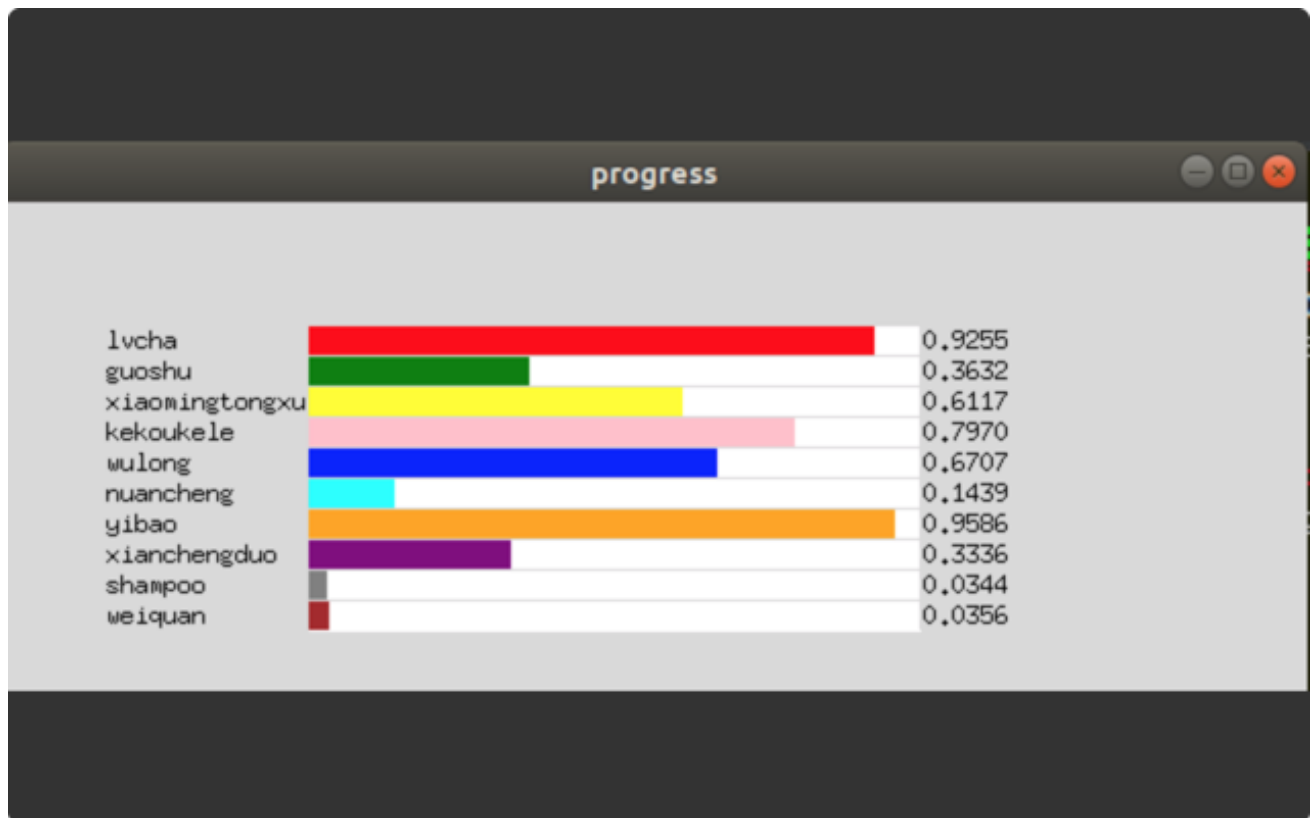 progress
lvcha 0.9255
guoshu 0.3632
xiaomingtongxu 0.6117
kekoukele 0.7970
wulong 0.6707
nuancheng 0.1439
yibao 0.9586
xianchengduo 0.3336
shampoo 0.0344
weiquan 0.0356